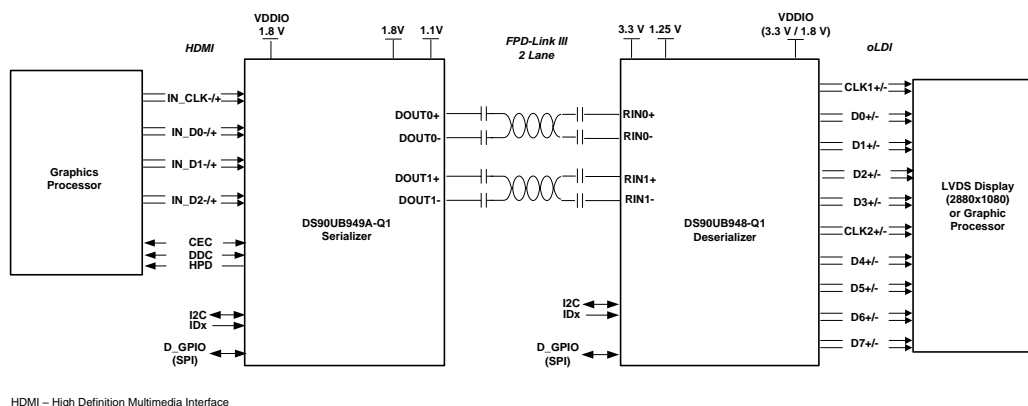 HDMI
VDDIO
1.8 V
1.8V
1.1V
FPD-Link III
2 Lane
3.3 V
1.25 V
VDDIO
(3.3 V / 1.8 V)
oLDI
Graphics
Processor
IN_CLK-/+
IN_D0-/+
IN_D1-/+
IN_D2-/+
CEC
DDC
HPD
I2C
IDx
D_GPIO
(SPI)
DOUT0+
DOUT0-
DOUT1+
DOUT1-
DS90UB949A-Q1
Serializer
RIN0+
RIN0-
RIN1+
RIN1-
DS90UB948-Q1
Deserializer
I2C
IDx
D_GPIO
(SPI)
CLK1+/-
D0+/-
D1+/-
D2+/-
D3+/-
CLK2+/-
D4+/-
D5+/-
D6+/-
D7+/-
LVDS Display
(2880x1080)
or Graphic
Processor
HDMI – High Definition Multimedia Interface